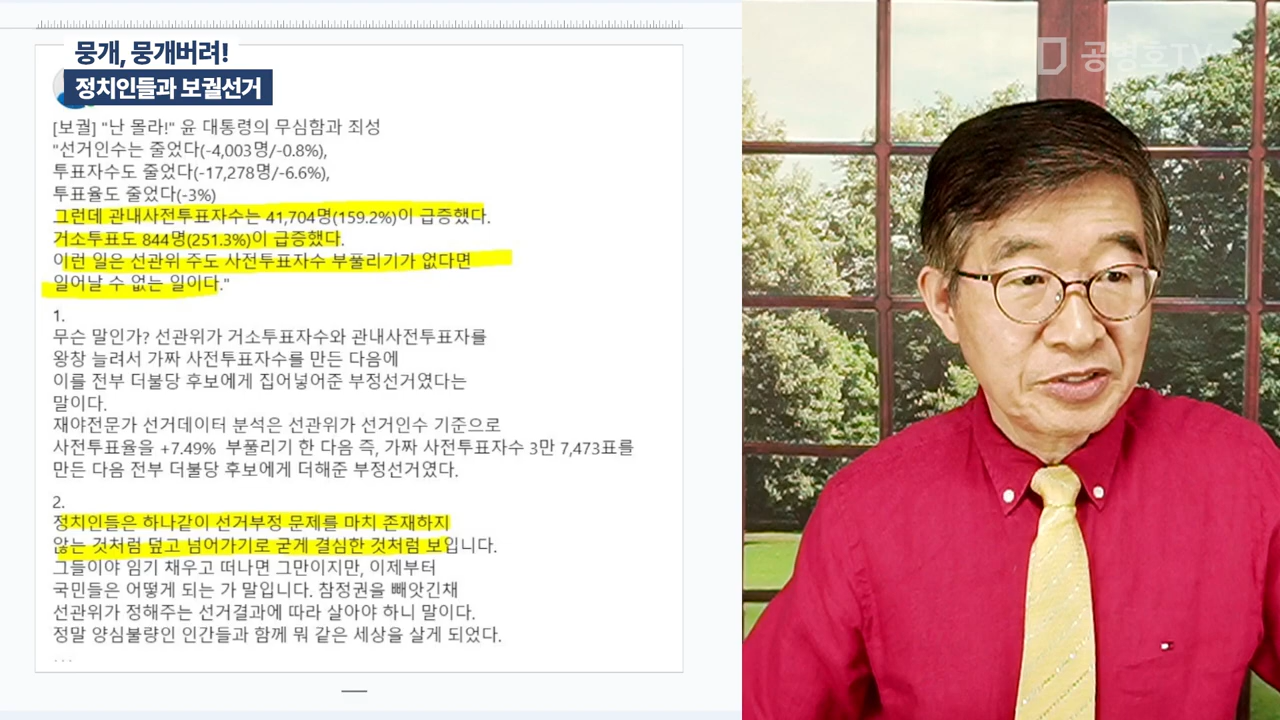 뭉개, 뭉개버려!
정치인들과 보궐선거
공병호TV
[보궐] "난 몰라!" 윤 대통령의 무심함과 죄성
"선거인수는 줄었다(-4,003명/-0.8%),
투표자수도 줄었다(-17,278명/-6.6%),
투표율도 줄었다(-3%)
그런데 관내사전투표자수는 41,704명(159.2%)이 급증했다.
거소투표도 844명(251.3%)이 급증했다.
이런 일은 선관위 주도 사전투표자수 부풀리기가 없다면
일어날 수 없는 일이다."
1.
무슨 말인가? 선관위가 거소투표자수와 관내사전투표자를
왕창 늘려서 가짜 사전투표자수를 만든 다음에
이를 전부 더불당 후보에게 집어넣어준 부정선거였다는
말이다.
재야전문가 선거데이터 분석은 선관위가 선거인수 기준으로
사전투표율을 +7.49% 부풀리기 한 다음 즉, 가짜 사전투표자수 3만 7,473표를
만든 다음 전부 더불당 후보에게 더해준 부정선거였다.
2.
정치인들은 하나같이 선거부정 문제를 마치 존재하지
않는 것처럼 덮고 넘어가기로 굳게 결심한 것처럼 보입니다.
그들이야 임기 채우고 떠나면 그만이지만, 이제부터
국민들은 어떻게 되는 가 말입니다. 참정권을 빼앗긴채
선관위가 정해주는 선거결과에 따라 살아야 하니 말이다.
정말 양심불량인 인간들과 함께 뭐 같은 세상을 살게 되었다.
...